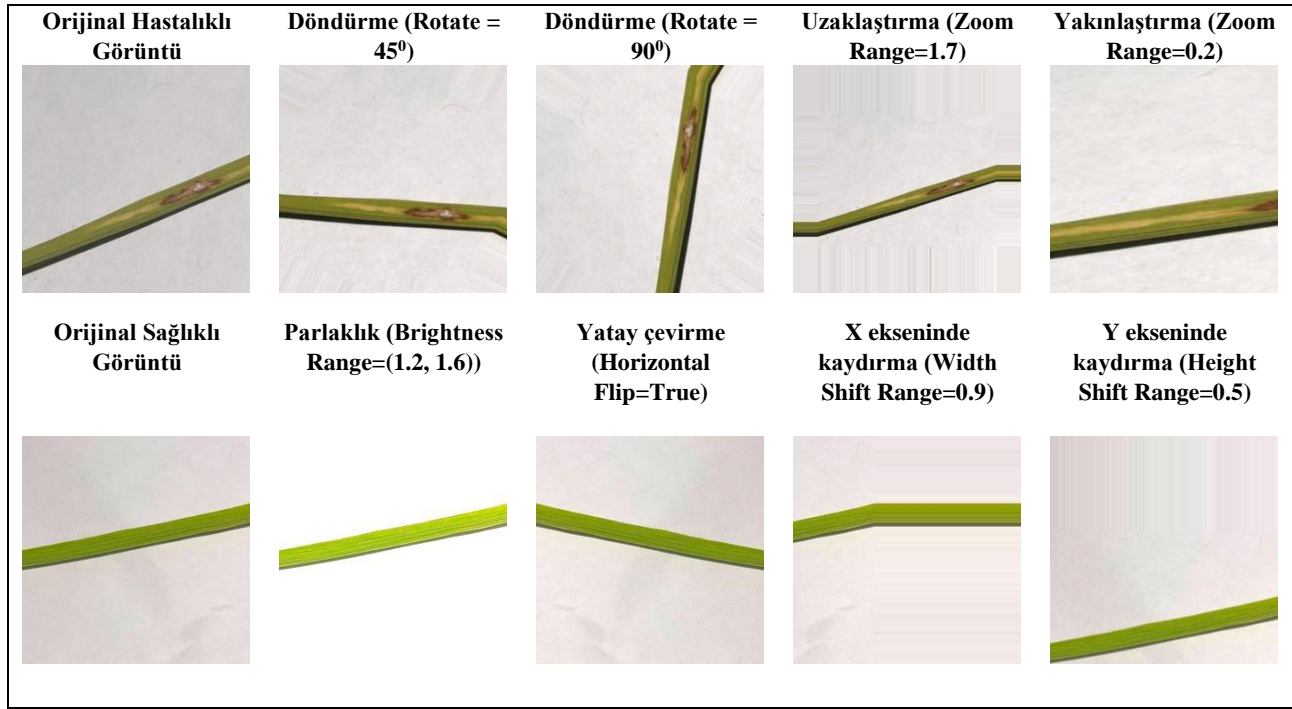 Orijinal Hastalıklı
Görüntü
Döndürme (Rotate =
45⁰)
Döndürme (Rotate =
90⁰)
Uzaklaştırma (Zoom
Range=1.7)
Yakınlaştırma (Zoom
Range=0.2)
Orijinal Sağlıklı
Görüntü
Parlaklık (Brightness
Range=(1.2, 1.6))
Yatay çevirme
(Horizontal
Flip=True)
X ekseninde
kaydırma (Width
Shift Range=0.9)
Y ekseninde
kaydırma (Height
Shift Range=0.5)